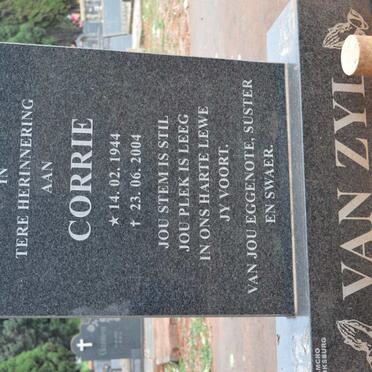 IN
TERE HERINNERING
AAN
CORRIE
★ 14. 02. 1944
✝ 23. 06. 2004
JOU STEM IS STIL
JOU PLEK IS LEEG
IN ONS HARTE LEWE
JY VOORT.
VAN JOU EGGENOTE, SUSTER
EN SWAER.
VAN ZYL